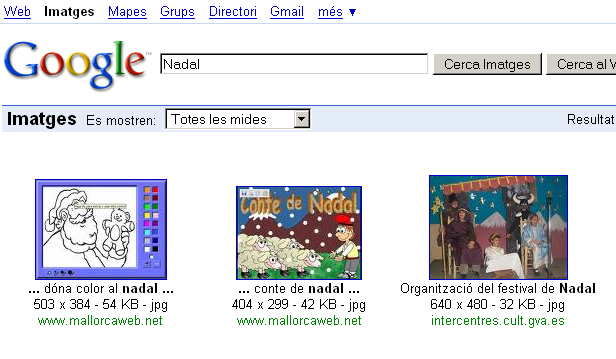 Web Imatges Mapes Grups Directori Gmail més ▼
Google™ Nadal Cerca Imatges Cerca al V
Imatges Es mostren: Totes les mides Resultat
Conte de Nadal
... dóna color al nadal ... ... conte de nadal ... Organització del festival de Nadal
503 x 384 - 54 KB - jpg 404 x 299 - 42 KB - jpg 640 x 480 - 32 KB - jpg
www.mallorcaweb.net www.mallorcaweb.net intercentres.cult.gva.es